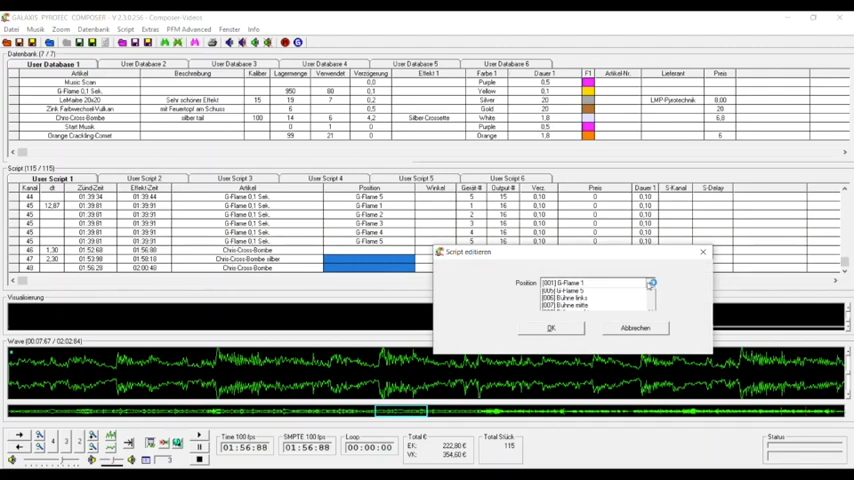 GALAXIS PYROTEC COMPOSER - V 2.3.0.256 - Composer-Videos
Datei Musik Zoom Datenbank Script Extras PFM Advanced Fenster Info
Datenbank (7 / 7)
User Database 1 User Database 2 User Database 3 User Database 4 User Database 5 User Database 6
Artikel Beschreibung Kaliber Lagemenge Verwendet Verzögerung Effekt 1 Farbe 1 Dauer 1 F1 Artikel-Nr. Lieferant Preis
Music Scan 0,0 Purple 0,5
G-Flame 0,1 Sek. 950 80 0,1 Yellow 0,1
LeMaitre 20x20 Sehr schöner Effekt 15 19 7 0,2 Silver 20 LMP-Pyrotechnik 8,00
Zink Farbwechsel-Vulkan mit Feuertopf am Schuss 6 0,5 Gold 20 20
Chris-Cross-Bombe silber tail 100 14 6 4,2 Silber-Crossette White 1,8 6,8
Start Musik 0 1 0 Purple 0,5
Orange Crackling-Comet 99 21 0 Orange 1,8 6
Script (115 / 115)
User Script 1 User Script 2 User Script 3 User Script 4 User Script 5 User Script 6
Kanal dt Zünd-Zeit Effekt-Zeit Artikel Position Winkel Gerät-# Output-# Verz. Preis Dauer 1 S-Kanal S-Delay
44 01:39:34 01:39:44 G-Flame 0,1 Sek. G-Flame 5 5 15 0,10 0 0,10
45 12,87 01:39:81 01:39:91 G-Flame 0,1 Sek. G-Flame 1 1 16 0,10 0 0,10
45 01:39:81 01:39:91 G-Flame 0,1 Sek. G-Flame 2 2 16 0,10 0 0,10
45 01:39:81 01:39:91 G-Flame 0,1 Sek. G-Flame 3 3 16 0,10 0 0,10
45 01:39:81 01:39:91 G-Flame 0,1 Sek. G-Flame 4 4 16 0,10 0 0,10
45 01:39:81 01:39:91 G-Flame 0,1 Sek. G-Flame 5 5 16 0,10 0 0,10
46 1,30 01:52:68 01:56:88 Chris-Cross-Bombe
47 2,30 01:53:98 01:58:18 Chris-Cross-Bombe silber
48 01:56:28 02:00:48 Chris-Cross-Bombe
Script editieren
Position [001] G-Flame 1
[005] G-Flame 5
[006] Bühne links
[007] Bühne mitte
OK Abbrechen
Visualisierung
Wave (00:07.67 / 02:02:84)
4 3 2 3
Time 100 fps
01:56:88
SMPTE 100 fps
01:56:88
Loop
00:00:00
Total €
EK: 222,80 €
VK: 354,60 €
Total Stück
115
Status